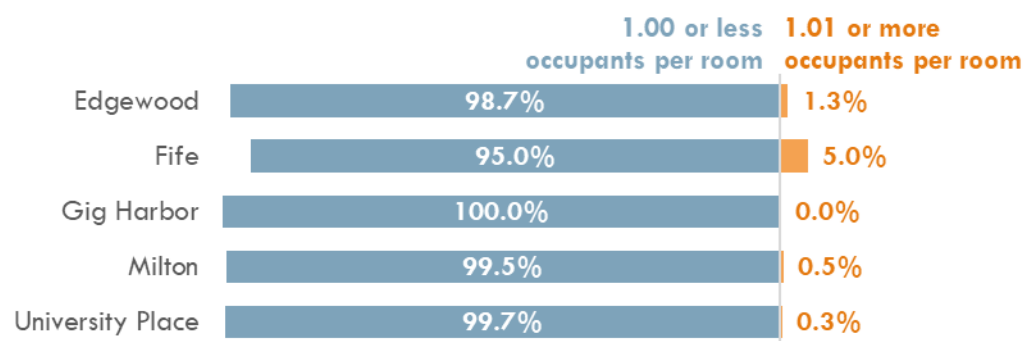 1.00 or less 1.01 or more
occupants per room occupants per room
Edgewood 98.7% 1.3%
Fife 95.0% 5.0%
Gig Harbor 100.0% 0.0%
Milton 99.5% 0.5%
University Place 99.7% 0.3%